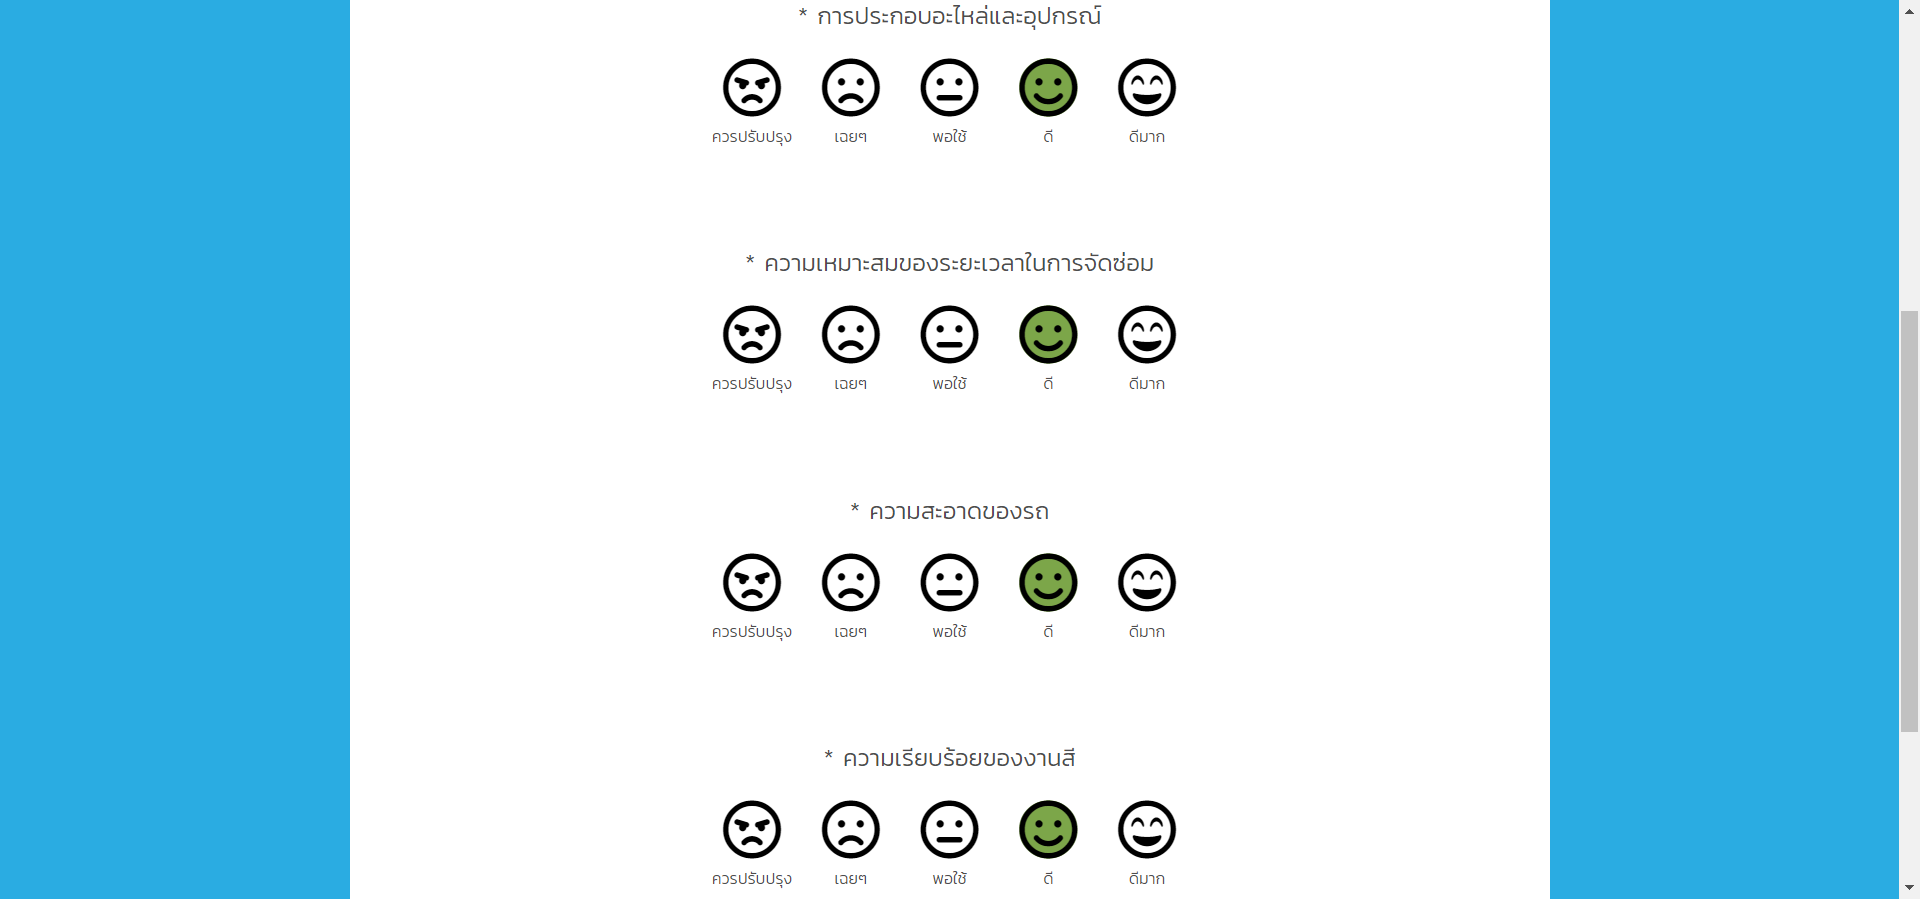 * การประกอบอะไหล่และอุปกรณ์
ควรปรับปรุง เฉยๆ พอใช้ ดี ดีมาก
* ความเหมาะสมของระยะเวลาในการจัดซ่อม
ควรปรับปรุง เฉยๆ พอใช้ ดี ดีมาก
* ความสะอาดของรถ
ควรปรับปรุง เฉยๆ พอใช้ ดี ดีมาก
* ความเรียบร้อยของงานสี
ควรปรับปรุง เฉยๆ พอใช้ ดี ดีมาก